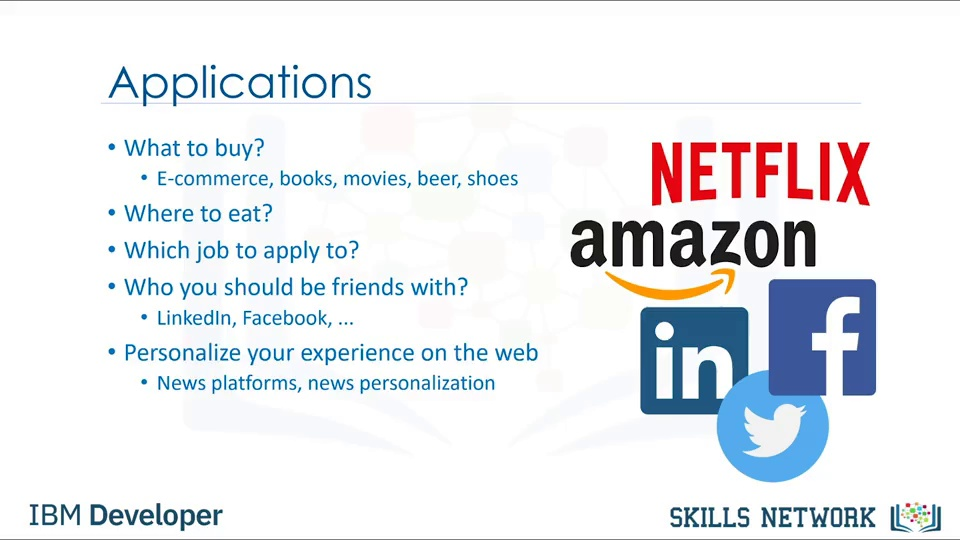 Applications
• What to buy?
• E-commerce, books, movies, beer, shoes
• Where to eat?
• Which job to apply to?
• Who you should be friends with?
• LinkedIn, Facebook, ...
• Personalize your experience on the web
• News platforms, news personalization
NETFLIX
amazon
in
f
IBM Developer
SKILLS NETWORK